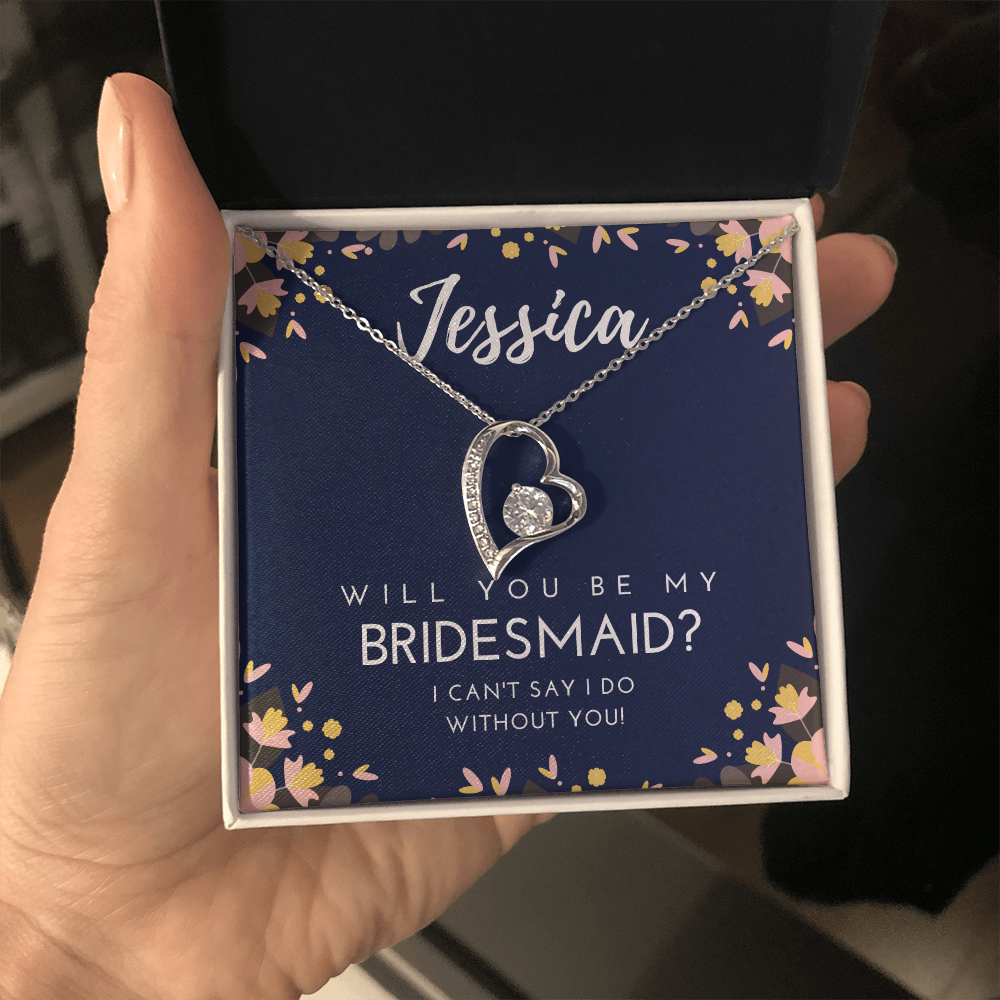 Jessica
WILL YOU BE MY
BRIDESMAID?
I CAN'T SAY I DO
WITHOUT YOU!